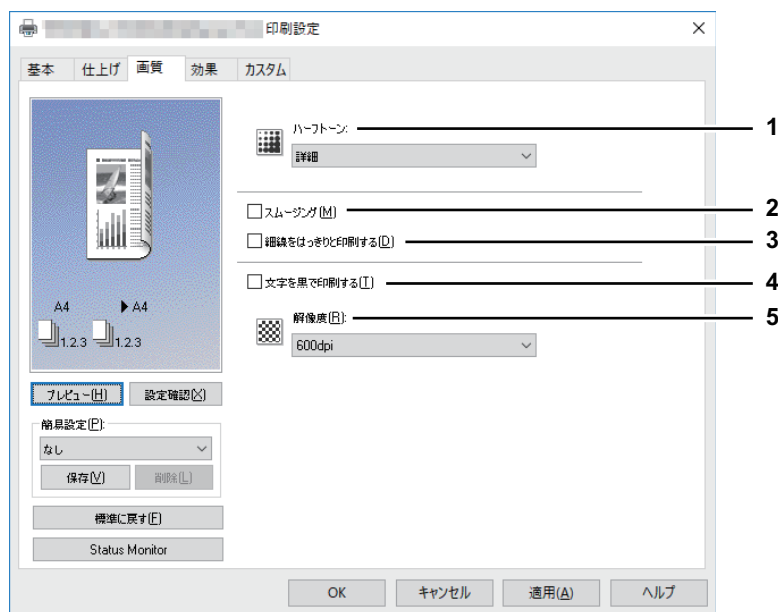 印刷設定
基本 仕上げ 画質 効果 カスタム
ハーフトーン: 1
詳細
スムージング(M) 2
細線をはっきりと印刷する(D) 3
文字を黒で印刷する(T) 4
解像度(R): 5
600dpi
A4 ▶ A4
1.2.3 1.2.3
プレビュー(H) 設定確認(X)
簡易設定(P):
なし
保存(V) 削除(L)
標準に戻す(F)
Status Monitor
OK キャンセル 適用(A) ヘルプ